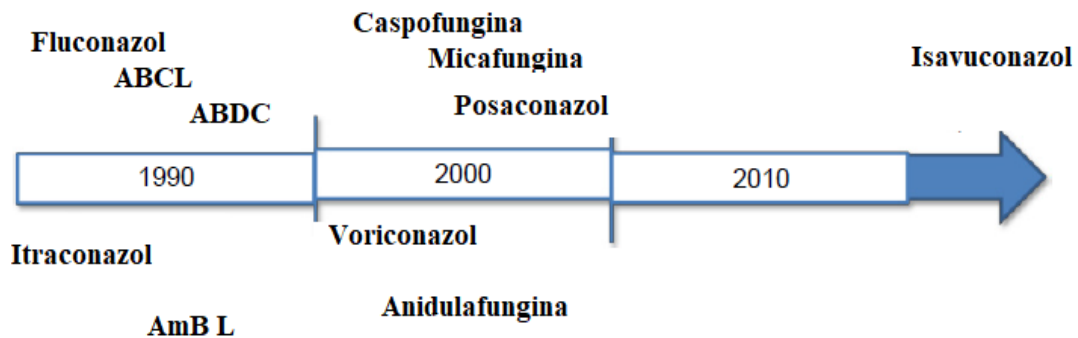 Caspofungina
Fluconazol
Micafungina
Isavuconazol
ABCL
ABDC
Posaconazol
1990
2000
2010
Voriconazol
Itraconazol
Anidulafungina
AmB L